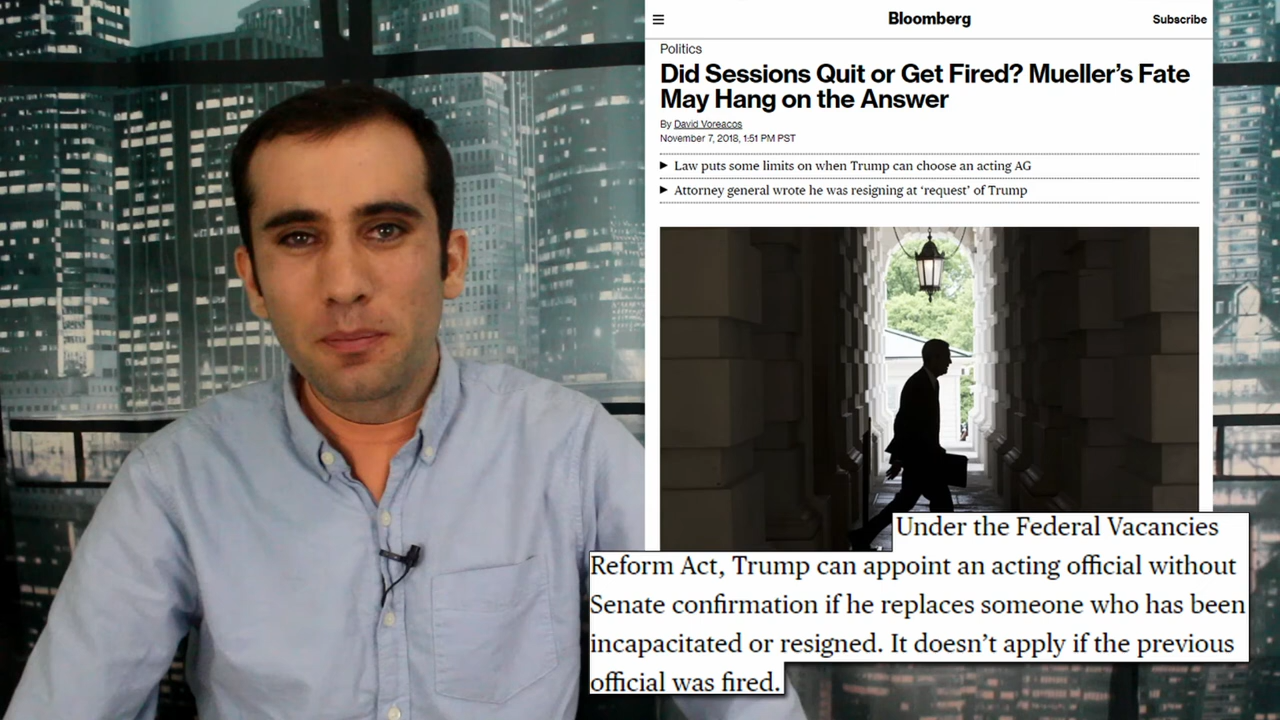 Bloomberg
Subscribe
Politics
Did Sessions Quit or Get Fired? Mueller’s Fate
May Hang on the Answer
By David Voreacos
November 7, 2018, 1:51 PM PST
Law puts some limits on when Trump can choose an acting AG
Attorney general wrote he was resigning at ‘request’ of Trump
Under the Federal Vacancies
Reform Act, Trump can appoint an acting official without
Senate confirmation if he replaces someone who has been
incapacitated or resigned. It doesn’t apply if the previous
official was fired.